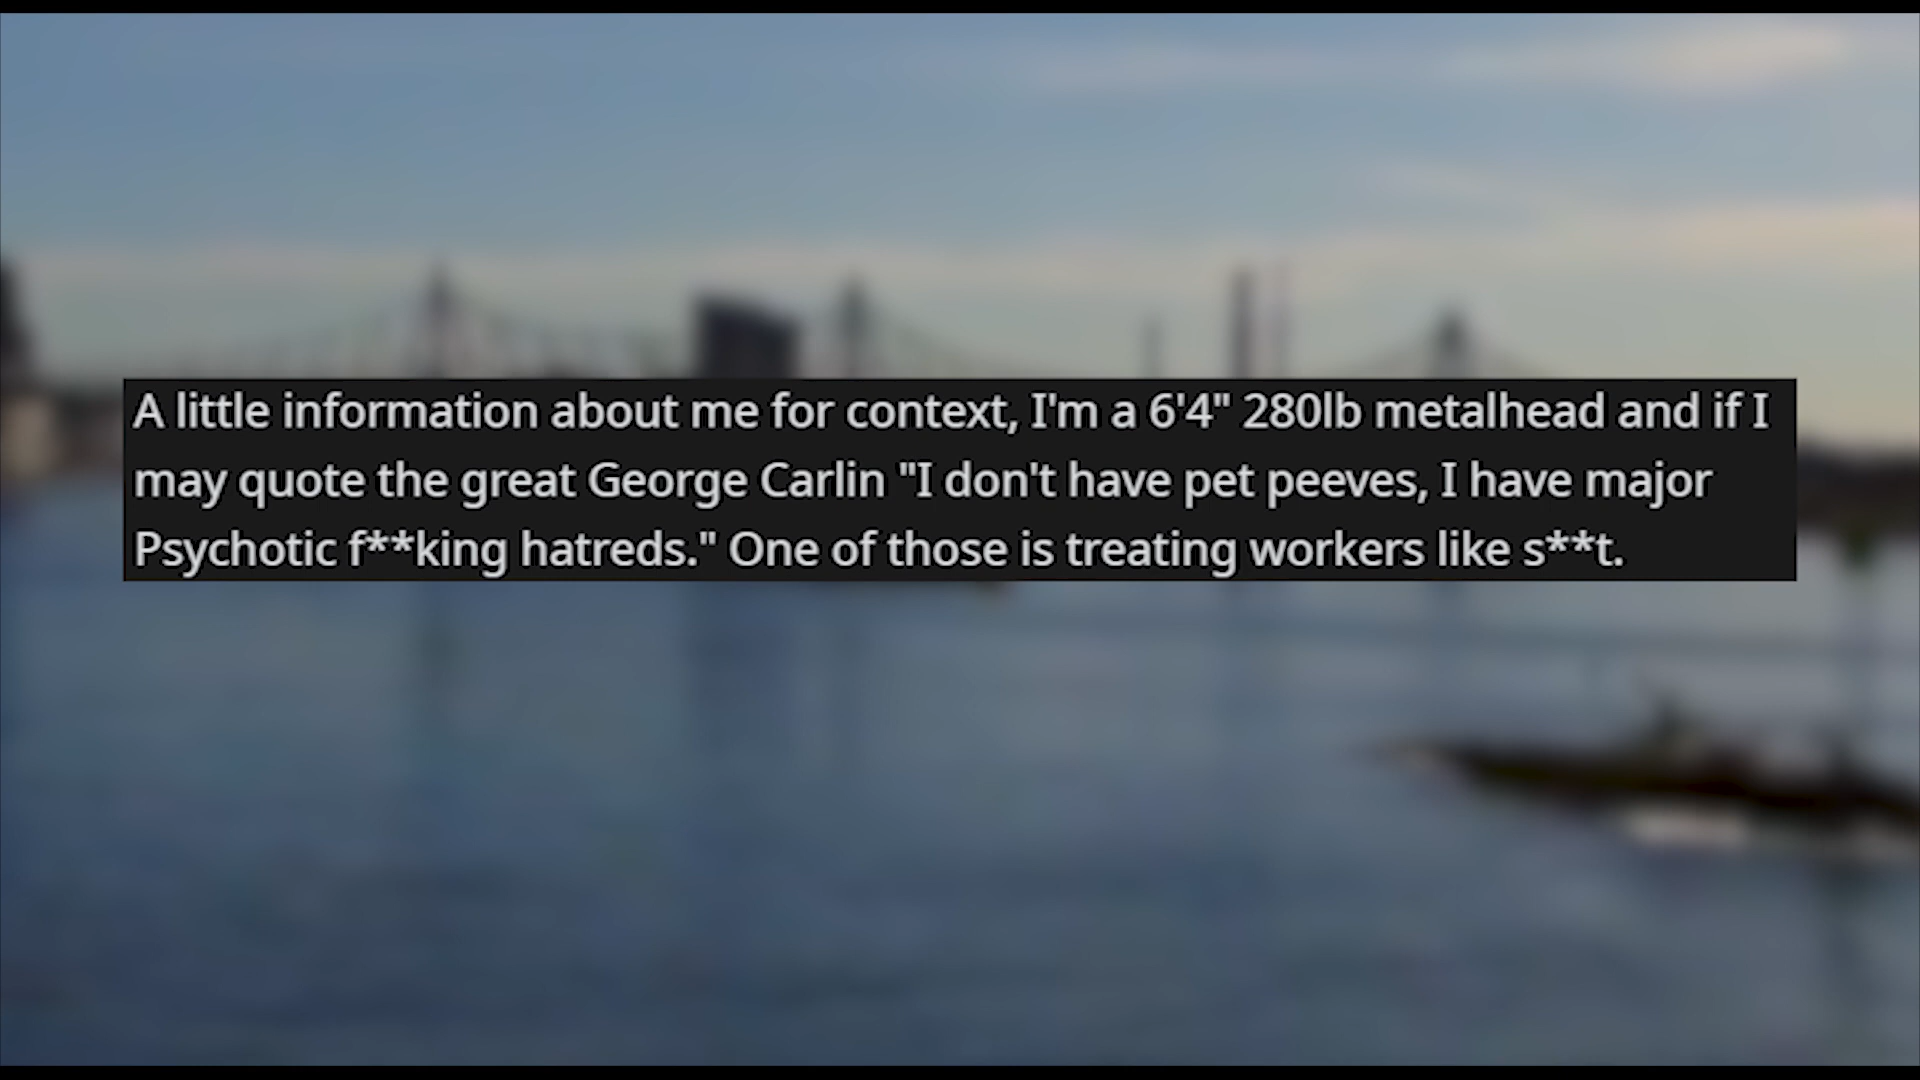 A little information about me for context, I'm a 6'4" 280lb metalhead and if I
may quote the great George Carlin "I don't have pet peeves, I have major
Psychotic f**king hatreds." One of those is treating workers like s**t.